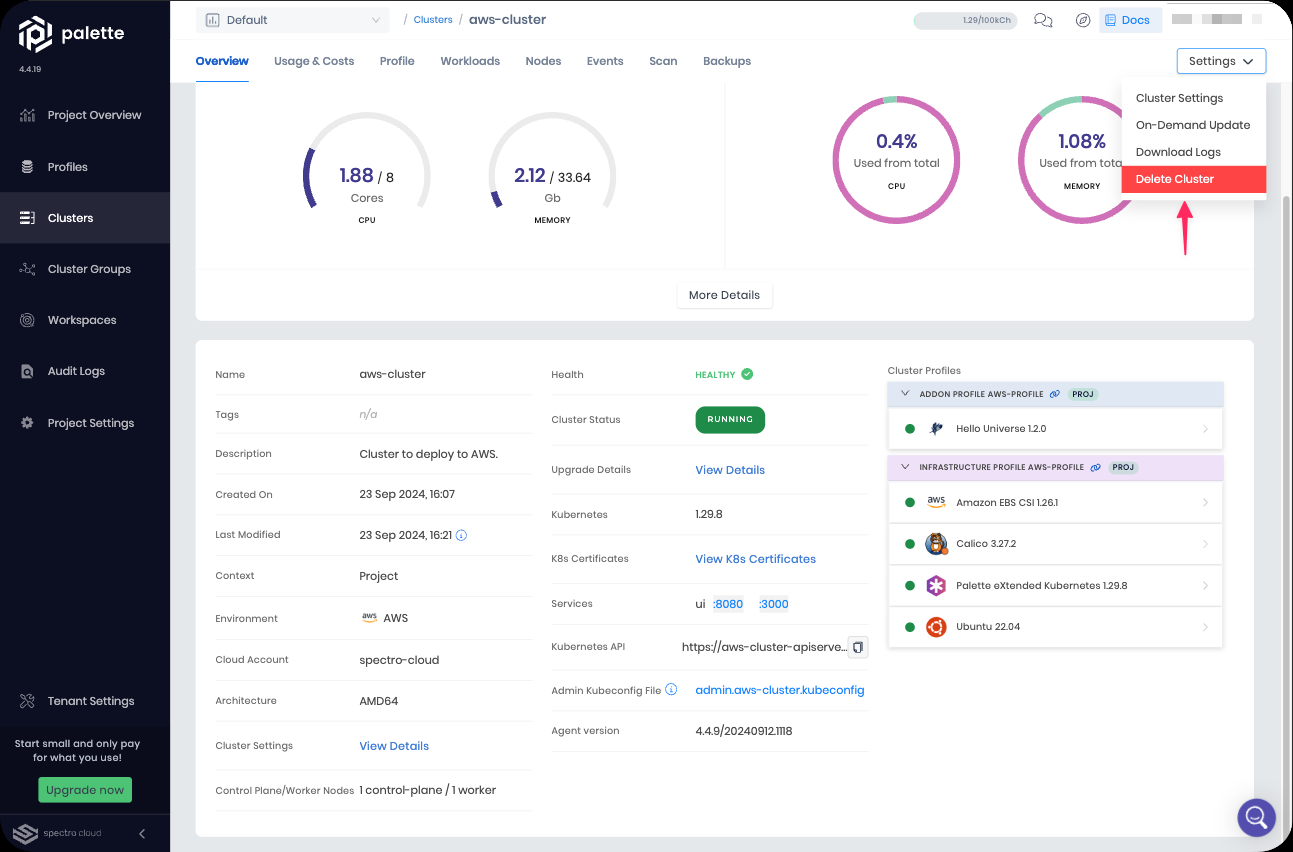 palette
4.4.19
Project Overview
Profiles
Clusters
Cluster Groups
Workspaces
Audit Logs
Project Settings
Tenant Settings
Start small and only pay
for what you use!
Upgrade now
spectro cloud
Default
/ Clusters / aws-cluster
1.29/100kCh
Docs
Overview
Usage & Costs
Profile
Workloads
Nodes
Events
Scan
Backups
Settings
Cluster Settings
On-Demand Update
Download Logs
Delete Cluster
1.88 / 8
Cores
CPU
2.12 / 33.64
Gb
MEMORY
0.4%
Used from total
CPU
1.08%
Used from tota
MEMORY
More Details
Name aws-cluster
Tags n/a
Description Cluster to deploy to AWS.
Created On 23 Sep 2024, 16:07
Last Modified 23 Sep 2024, 16:21
Context Project
Environment aws AWS
Cloud Account spectro-cloud
Architecture AMD64
Cluster Settings View Details
Control Plane/Worker Nodes 1 control-plane / 1 worker
Health HEALTHY
Cluster Status RUNNING
Upgrade Details View Details
Kubernetes 1.29.8
K8s Certificates View K8s Certificates
Services ui :8080 :3000
Kubernetes API https://aws-cluster-apiserve...
Admin Kubeconfig File admin.aws-cluster.kubeconfig
Agent version 4.4.9/20240912.1118
Cluster Profiles
ADDON PROFILE AWS-PROFILE PROJ
Hello Universe 1.2.0
INFRASTRUCTURE PROFILE AWS-PROFILE PROJ
aws Amazon EBS CSI 1.26.1
Calico 3.27.2
Palette eXtended Kubernetes 1.29.8
Ubuntu 22.04